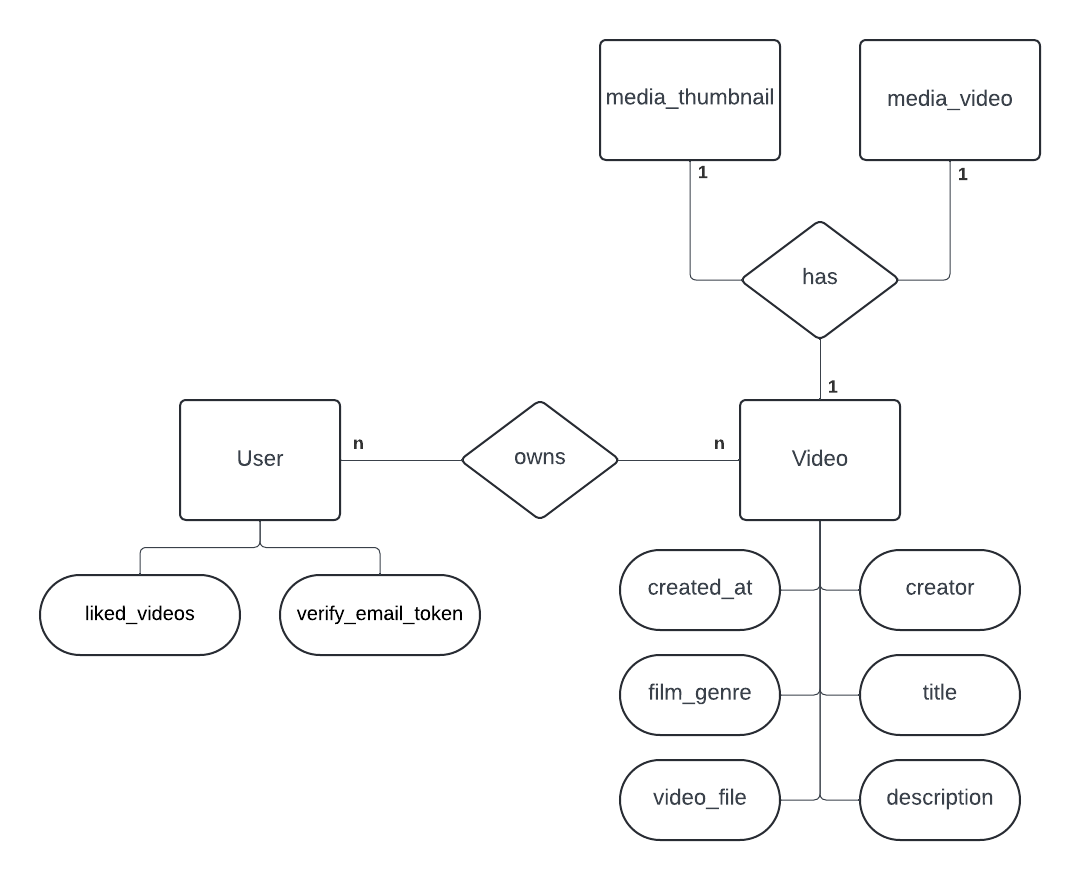 media_thumbnail
media_video
1
1
has
1
User
n
owns
n
Video
liked_videos
verify_email_token
created_at
creator
film_genre
title
video_file
description